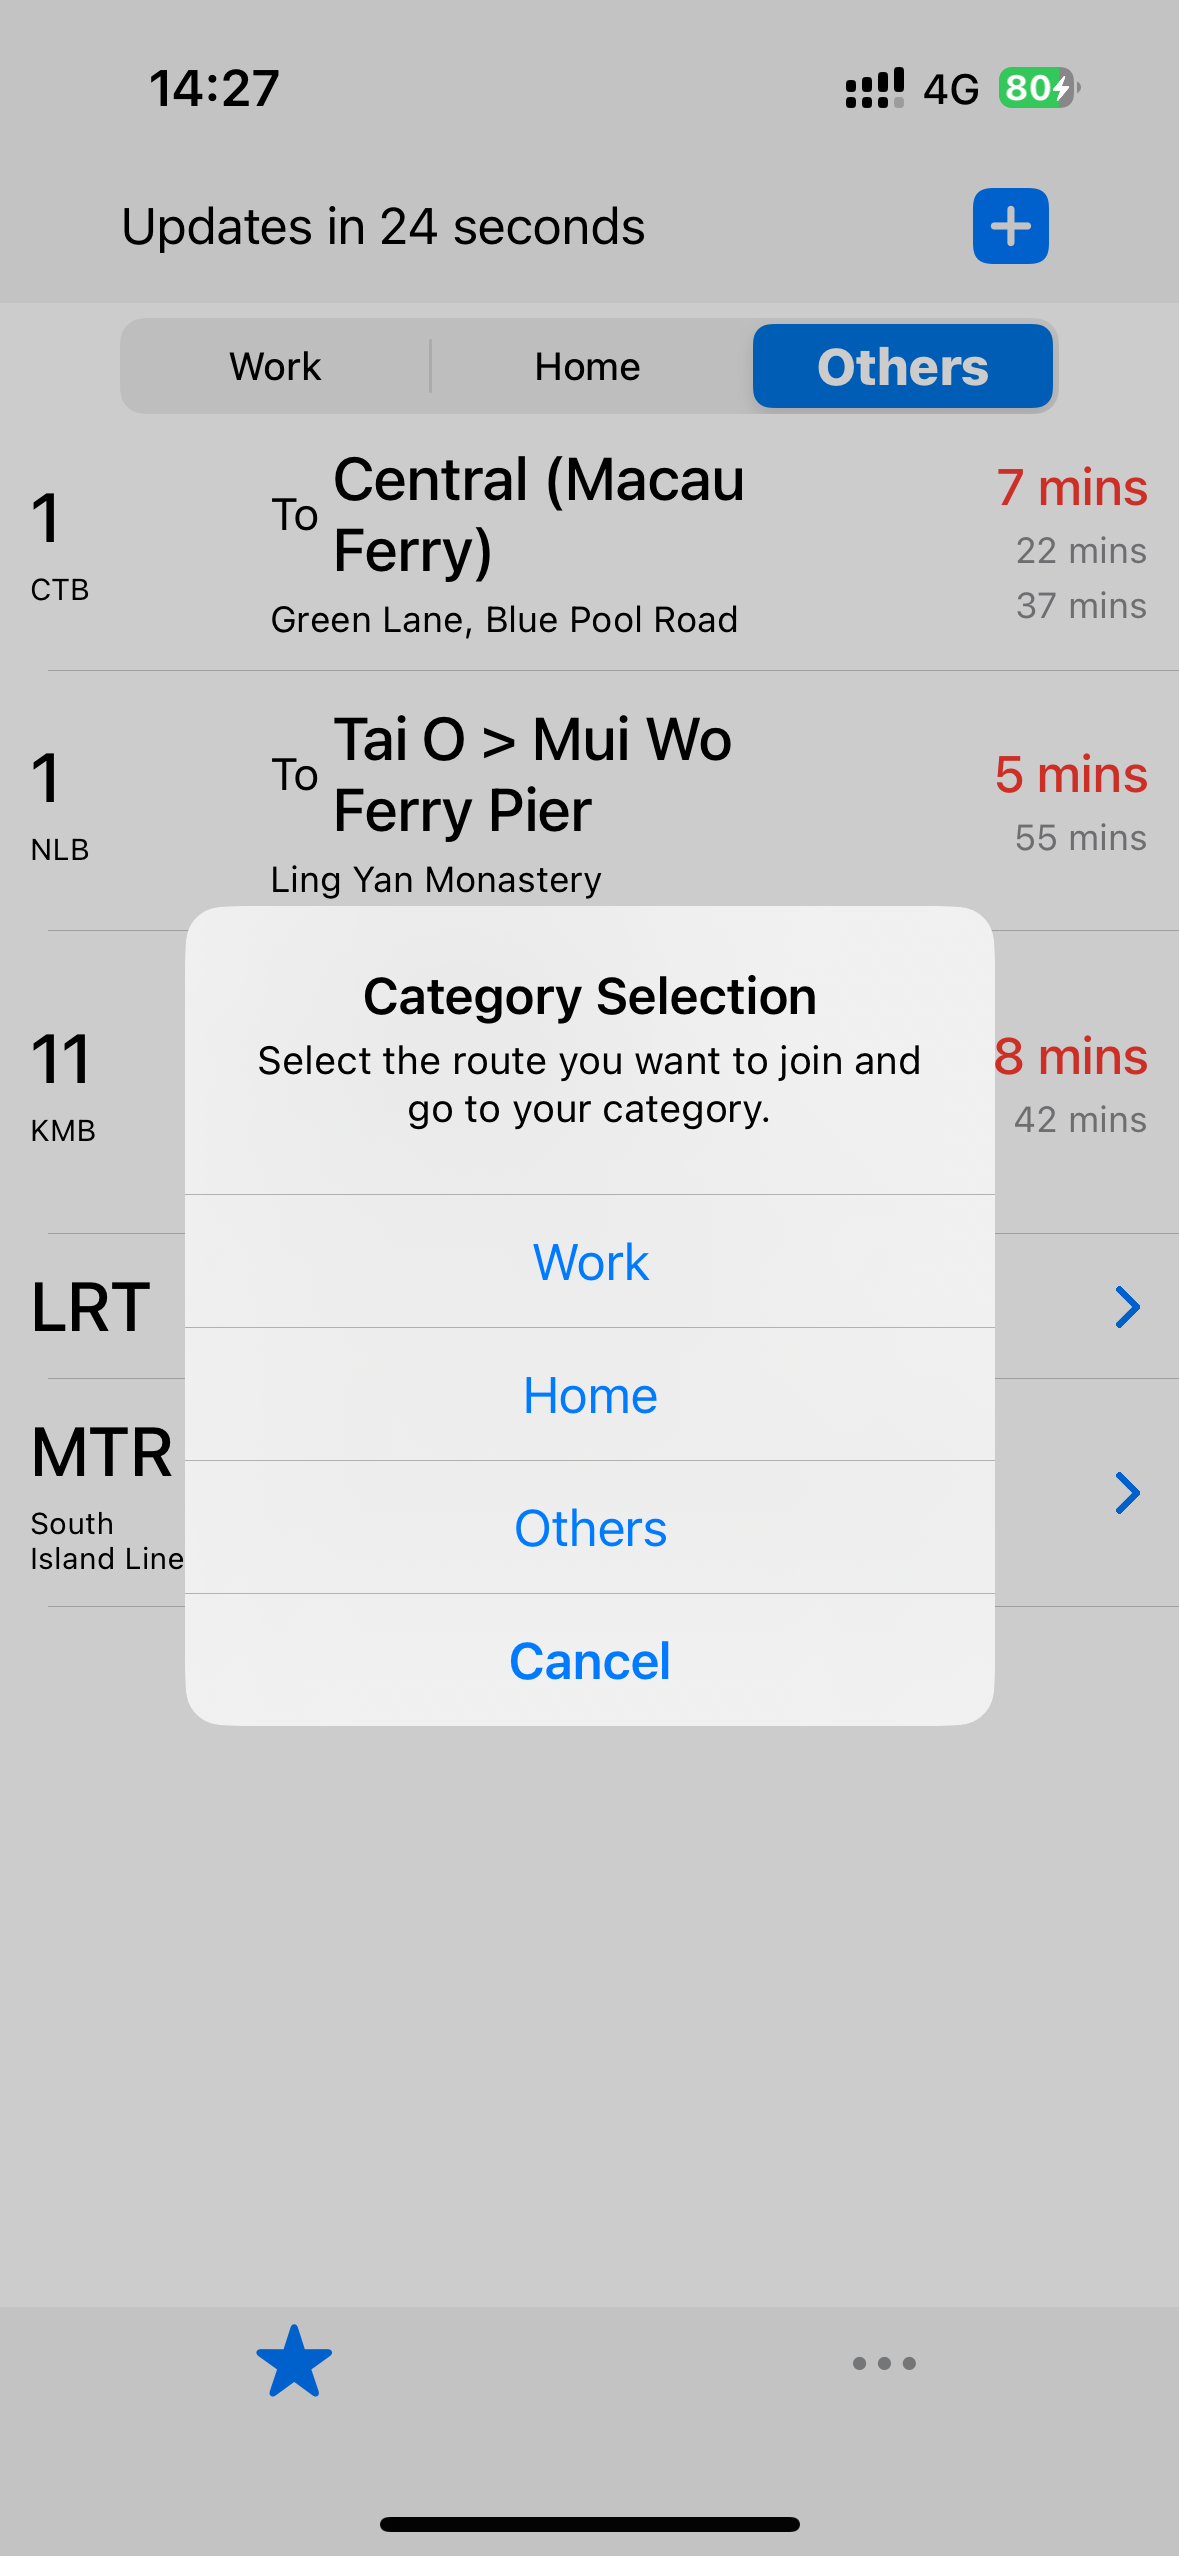 14:27
4G 80
Updates in 24 seconds
Work Home Others
1 To Central (Macau
Ferry)
CTB
Green Lane, Blue Pool Road
7 mins
22 mins
37 mins
1 To Tai O > Mui Wo
Ferry Pier
NLB
Ling Yan Monastery
5 mins
55 mins
11
KMB
8 mins
42 mins
LRT
MTR
South
Island Line
Category Selection
Select the route you want to join and
go to your category.
Work
Home
Others
Cancel